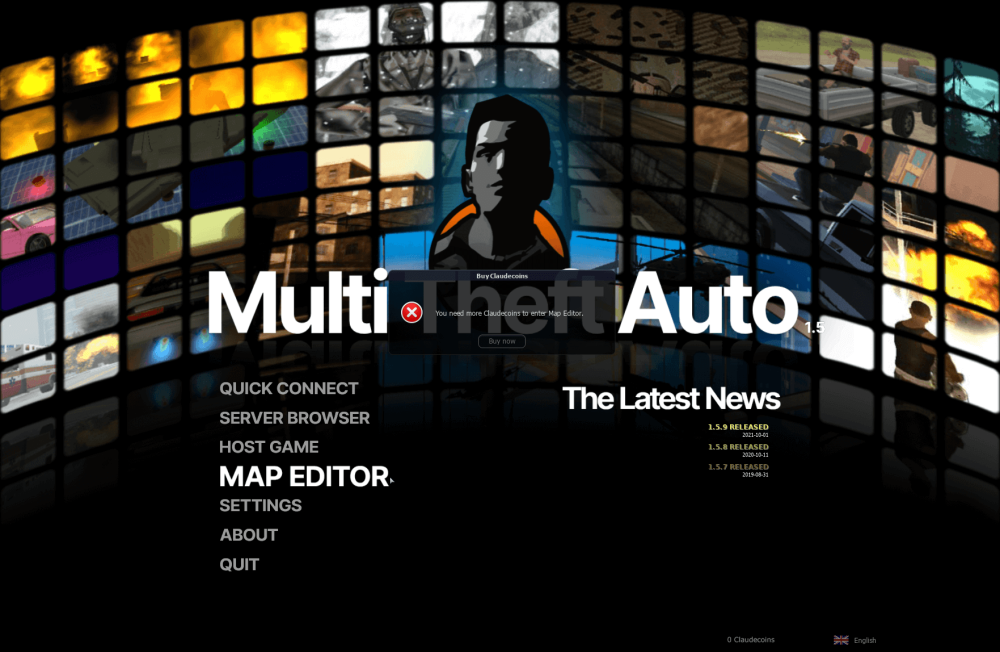 Multi Theft Auto 1.5
Buy Claudecoins
You need more Claudecoins to enter Map Editor.
Buy now
QUICK CONNECT
SERVER BROWSER
HOST GAME
MAP EDITOR
SETTINGS
ABOUT
QUIT
The Latest News
1.5.9 RELEASED
2021-10-01
1.5.8 RELEASED
2020-10-11
1.5.7 RELEASED
2019-08-31
0 Claudecoins
English